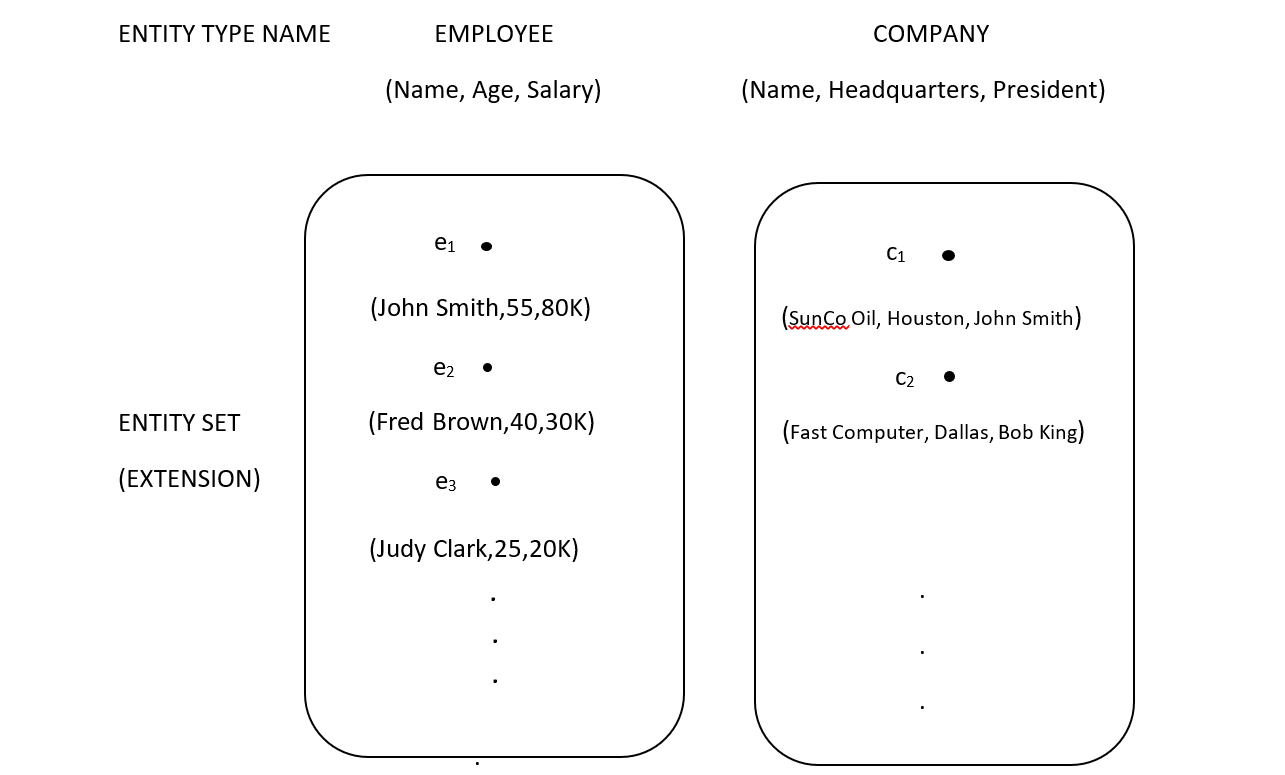 ENTITY TYPE NAME EMPLOYEE COMPANY
(Name, Age, Salary) (Name, Headquarters, President)
e₁ •
c₁ •
(John Smith,55,80K)
(SunCo Oil, Houston, John Smith)
e₂ •
c₂ •
ENTITY SET (Fred Brown,40,30K)
(Fast Computer, Dallas, Bob King)
(EXTENSION) e₃ •
(Judy Clark,25,20K)
.
.
.
.
.
.